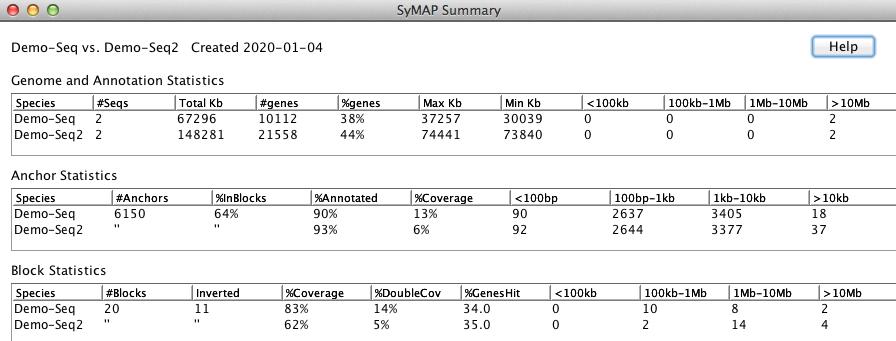 SyMAP Summary
Demo-Seq vs. Demo-Seq2 Created 2020-01-04 Help
Genome and Annotation Statistics
Species #Seqs Total Kb #genes %genes Max Kb Min Kb <100kb 100kb-1Mb 1Mb-10Mb >10Mb
Demo-Seq 2 67296 10112 38% 37257 30039 0 0 0 2
Demo-Seq2 2 148281 21558 44% 74441 73840 0 0 0 2
Anchor Statistics
Species #Anchors %InBlocks %Annotated %Coverage <100bp 100bp-1kb 1kb-10kb >10kb
Demo-Seq 6150 64% 90% 13% 90 2637 3405 18
Demo-Seq2 " " 93% 6% 92 2644 3377 37
Block Statistics
Species #Blocks Inverted %Coverage %DoubleCov %GenesHit <100kb 100kb-1Mb 1Mb-10Mb >10Mb
Demo-Seq 20 11 83% 14% 34.0 0 10 8 2
Demo-Seq2 " " 62% 5% 35.0 0 2 14 4